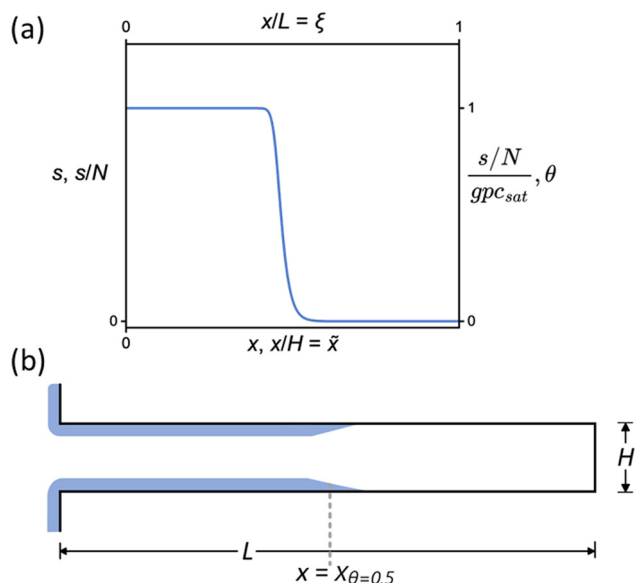 (a)
0
x/L = ξ
1
s, s/N
1
s/N
gpc_sat
, θ
0
0
0
x, x/H = x̃
(b)
H
L
x = X_θ=0.5